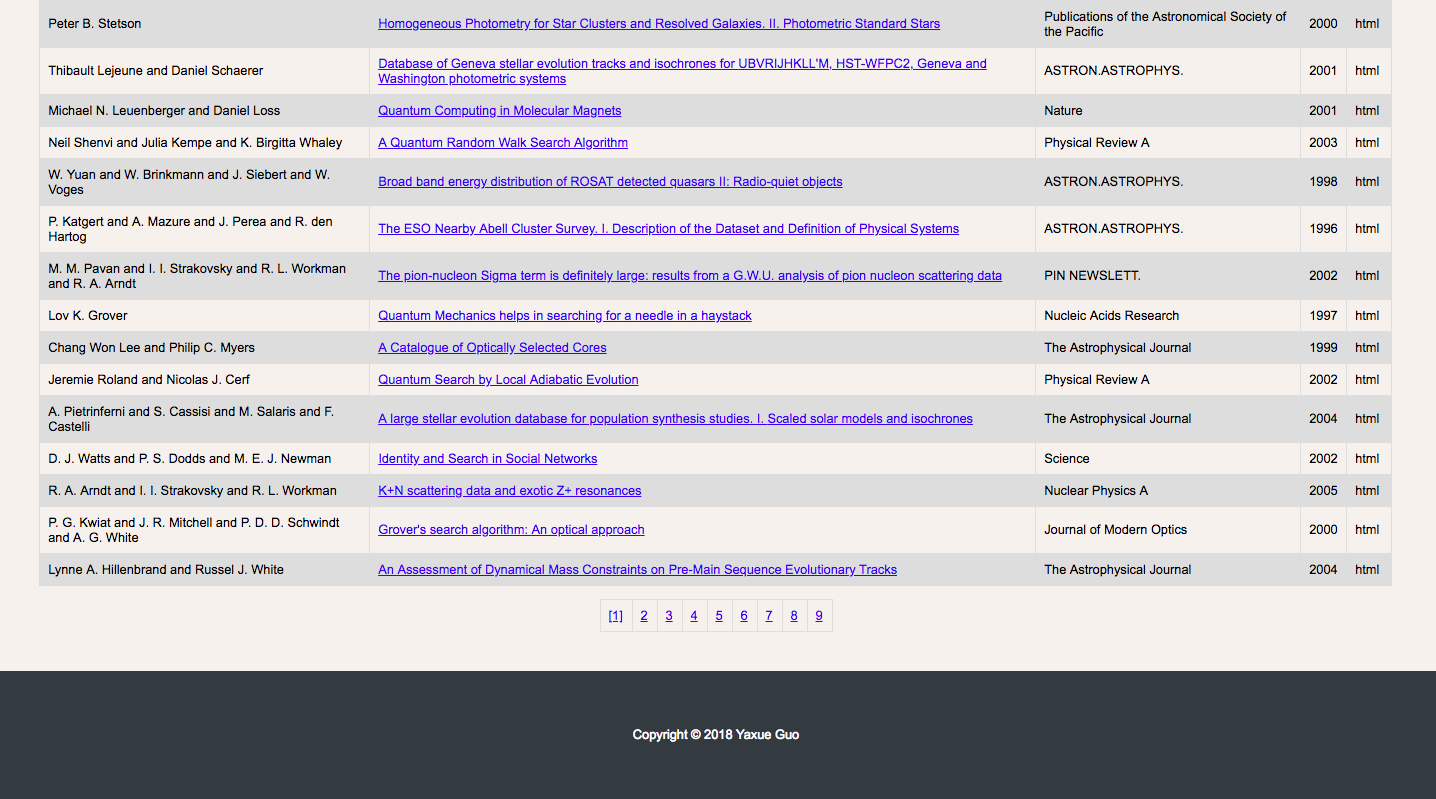 Peter B. Stetson Homogeneous Photometry for Star Clusters and Resolved Galaxies. II. Photometric Standard Stars Publications of the Astronomical Society of the Pacific 2000 html
Thibault Lejeune and Daniel Schaerer Database of Geneva stellar evolution tracks and isochrones for UBVRIJHKLL'M, HST-WFPC2, Geneva and Washington photometric systems ASTRON.ASTROPHYS. 2001 html
Michael N. Leuenberger and Daniel Loss Quantum Computing in Molecular Magnets Nature 2001 html
Neil Shenvi and Julia Kempe and K. Birgitta Whaley A Quantum Random Walk Search Algorithm Physical Review A 2003 html
W. Yuan and W. Brinkmann and J. Siebert and W. Voges Broad band energy distribution of ROSAT detected quasars II: Radio-quiet objects ASTRON.ASTROPHYS. 1998 html
P. Katgert and A. Mazure and J. Perea and R. den Hartog The ESO Nearby Abell Cluster Survey. I. Description of the Dataset and Definition of Physical Systems ASTRON.ASTROPHYS. 1996 html
M. M. Pavan and I. I. Strakovsky and R. L. Workman and R. A. Arndt The pion-nucleon Sigma term is definitely large: results from a G.W.U. analysis of pion nucleon scattering data PIN NEWSLETT. 2002 html
Lov K. Grover Quantum Mechanics helps in searching for a needle in a haystack Nucleic Acids Research 1997 html
Chang Won Lee and Philip C. Myers A Catalogue of Optically Selected Cores The Astrophysical Journal 1999 html
Jeremie Roland and Nicolas J. Cerf Quantum Search by Local Adiabatic Evolution Physical Review A 2002 html
A. Pietrinferni and S. Cassisi and M. Salaris and F. Castelli A large stellar evolution database for population synthesis studies. I. Scaled solar models and isochrones The Astrophysical Journal 2004 html
D. J. Watts and P. S. Dodds and M. E. J. Newman Identity and Search in Social Networks Science 2002 html
R. A. Arndt and I. I. Strakovsky and R. L. Workman K+N scattering data and exotic Z+ resonances Nuclear Physics A 2005 html
P. G. Kwiat and J. R. Mitchell and P. D. D. Schwindt and A. G. White Grover's search algorithm: An optical approach Journal of Modern Optics 2000 html
Lynne A. Hillenbrand and Russel J. White An Assessment of Dynamical Mass Constraints on Pre-Main Sequence Evolutionary Tracks The Astrophysical Journal 2004 html
[1] 2 3 4 5 6 7 8 9
Copyright © 2018 Yaxue Guo